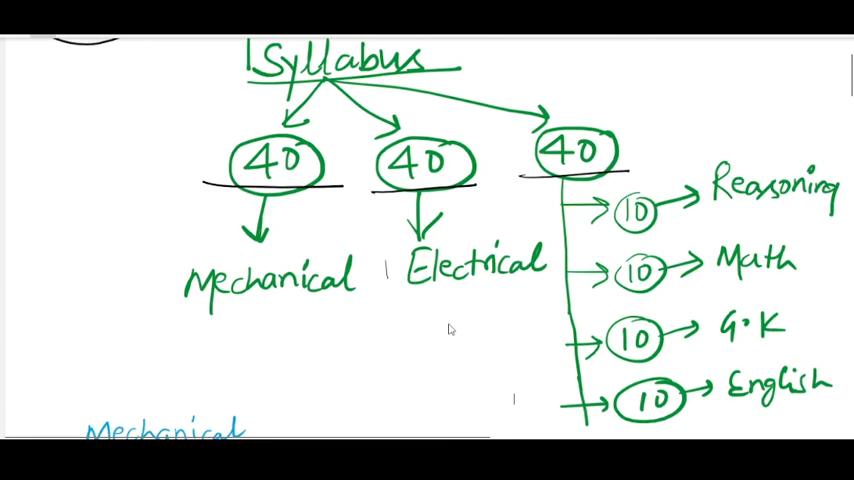 Syllabus
40 40 40
10 Reasoning
Mechanical Electrical
10 Math
10 G.K
10 English
Mechanical